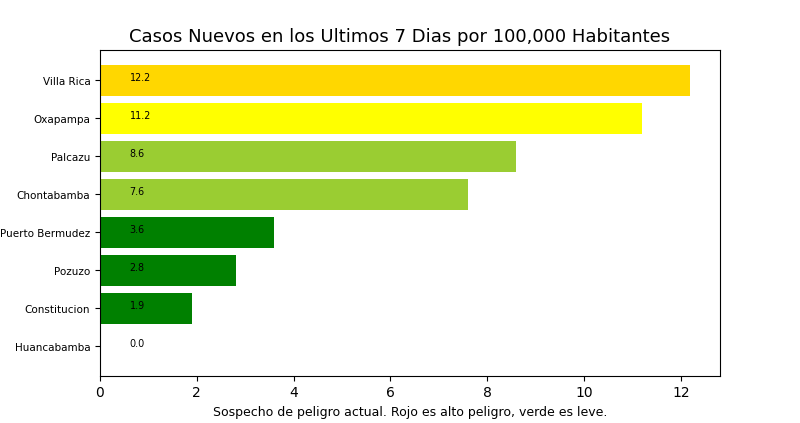 Casos Nuevos en los Ultimos 7 Dias por 100,000 Habitantes
Villa Rica 12.2
Oxapampa 11.2
Palcazu 8.6
Chontabamba 7.6
Puerto Bermudez 3.6
Pozuzo 2.8
Constitucion 1.9
Huancabamba 0.0
0 2 4 6 8 10 12
Sospecho de peligro actual. Rojo es alto peligro, verde es leve.